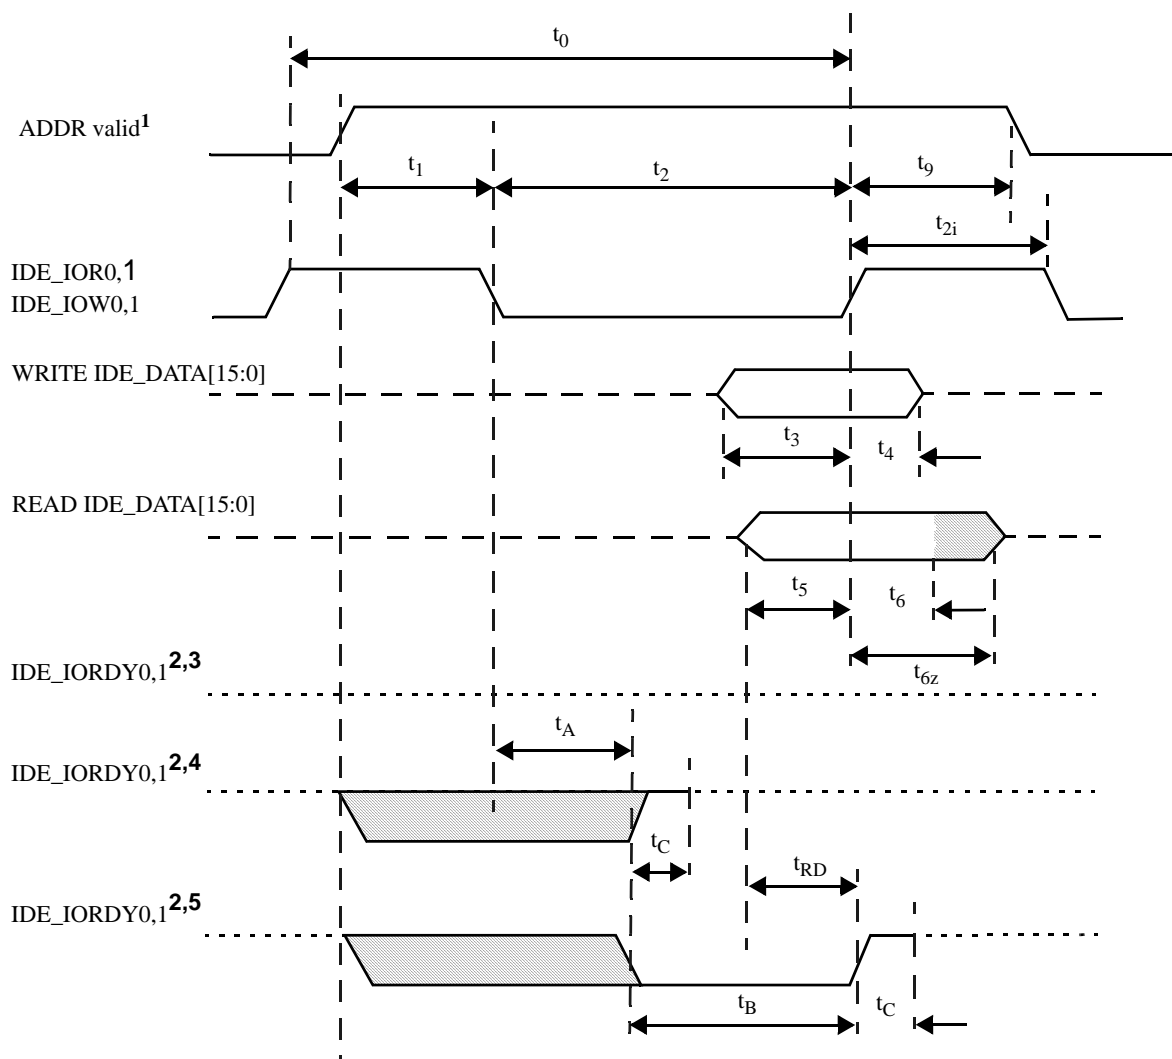 t0
ADDR valid1
t1
t2
t9
t2i
IDE_IOR0,1
IDE_IOW0,1
WRITE IDE_DATA[15:0]
t3
t4
READ IDE_DATA[15:0]
t5
t6
IDE_IORDY0,12,3
t6z
tA
IDE_IORDY0,12,4
tC
tRD
IDE_IORDY0,12,5
tB
tC